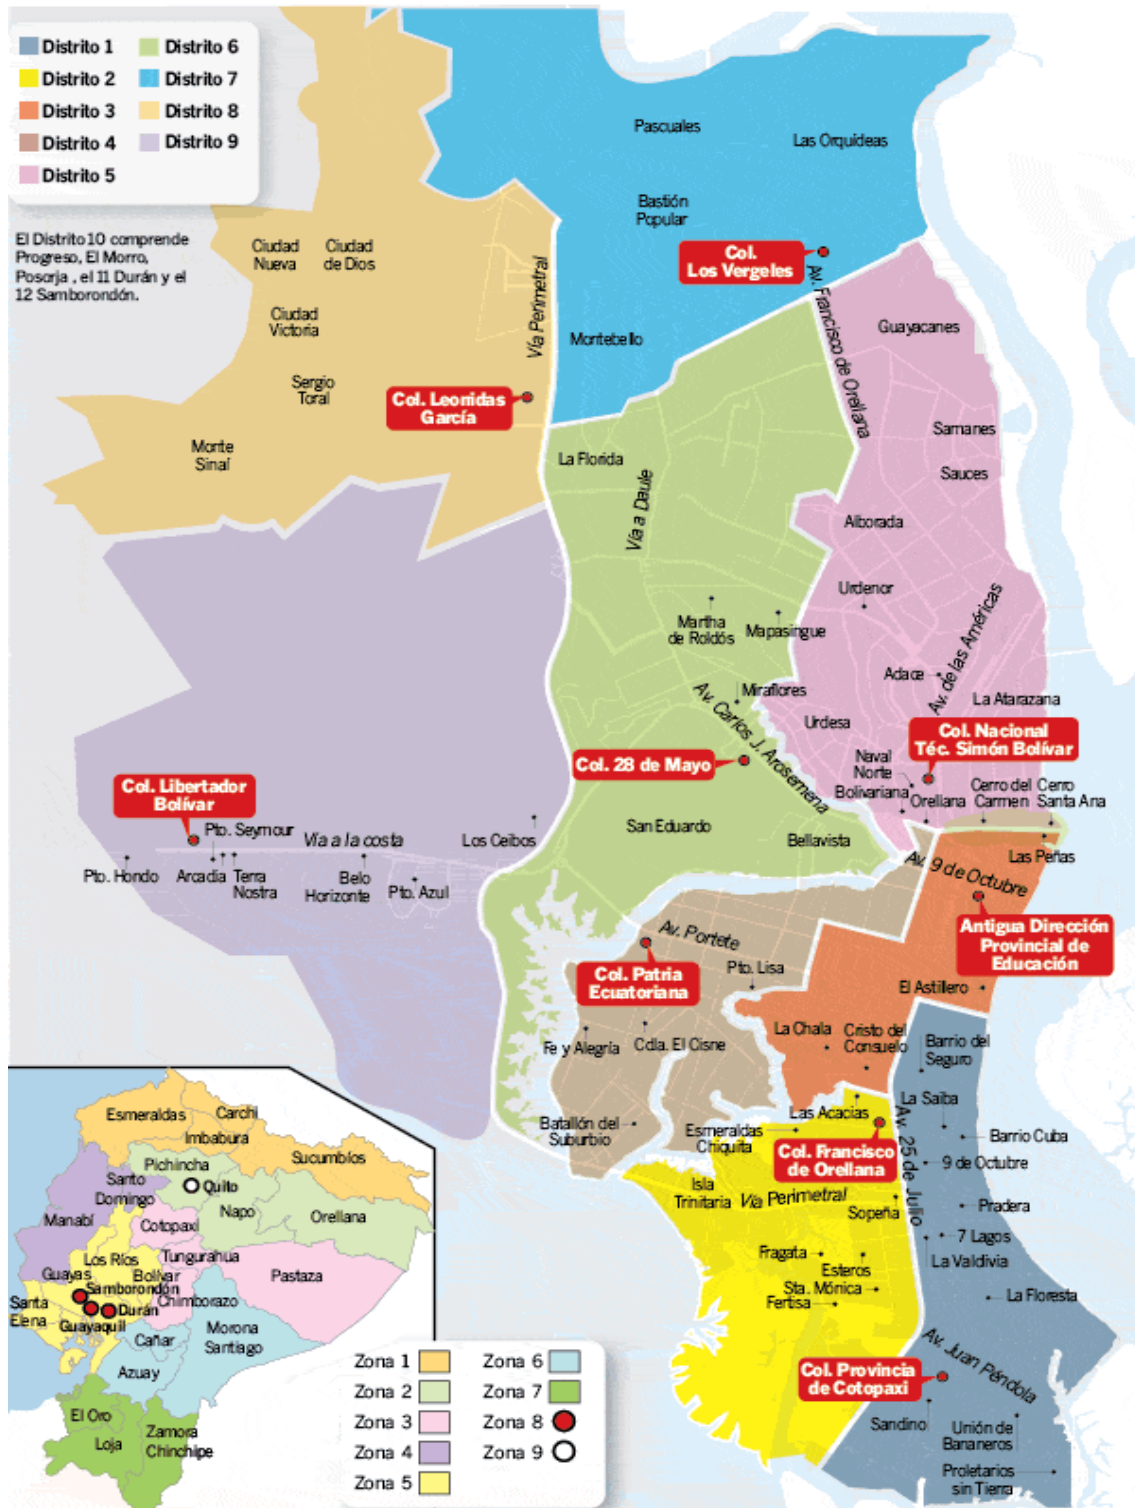 Distrito 1
Distrito 2
Distrito 3
Distrito 4
Distrito 5
Distrito 6
Distrito 7
Distrito 8
Distrito 9
El Distrito 10 comprende
Progreso, El Morro,
Posorja , el 11 Durán y el
12 Samborondón.
Pascuales
Las Orquídeas
Bastión
Popular
Col.
Los Vergeles
Montebello
Ciudad
Nueva
Ciudad
de Dios
Ciudad
Victoria
Sergio
Toral
Monte
Sinaí
Vía Perimetral
Col. Leonidas
García
Av. Francisco de Orellana
Guayacanes
Samanes
Sauces
Alborada
Urdenor
Adace
Av. de las Américas
La Atarazana
Urdesa
Col. Nacional
Téc. Simón Bolívar
Naval
Norte
Bolivariana
Orellana
Cerro del
Carmen
Cerro
Santa Ana
La Florida
Vía a Daule
Martha
de Roldós
Mapasingue
Miraflores
Av. Carlos J. Arosemena
Col. 28 de Mayo
San Eduardo
Bellavista
Col. Libertador
Bolívar
Pto. Seymour
Vía a la costa
Los Ceibos
Pto. Hondo
Arcadia
Terra
Nostra
Belo
Horizonte
Pto. Azul
Las Peñas
Av. 9 de Octubre
Antigua Dirección
Provincial de
Educación
El Astillero
La Chala
Cristo del
Consuelo
Av. Portete
Col. Patria
Ecuatoriana
Pto. Lisa
Fe y Alegría
Cdla. El Cisne
Batallón del
Suburbio
Barrio del
Seguro
La Saiba
Barrio Cuba
9 de Octubre
Pradera
7 Lagos
La Valdivia
La Floresta
Av. 25 de Julio
Las Acacias
Esmeraldas
Chiquita
Col. Francisco
de Orellana
Isla
Trinitaria
Vía Perimetral
Sopeña
Fragata
Esteros
Sta. Mónica
Fertisa
Av. Juan Péndola
Col. Provincia
de Cotopaxi
Sandino
Unión de
Bananeros
Proletarios
sin Tierra
Esmeraldas
Carchi
Imbabura
Sucumbíos
Pichincha
Santo
Domingo
Quito
Napo
Orellana
Manabí
Cotopaxi
Los Ríos
Tungurahua
Pastaza
Guayas
Bolívar
Samborondón
Chimborazo
Santa
Elena
Durán
Guayaquil
Cañar
Morona
Santiago
Azuay
El Oro
Loja
Zamora
Chinchipe
Zona 1
Zona 2
Zona 3
Zona 4
Zona 5
Zona 6
Zona 7
Zona 8
Zona 9